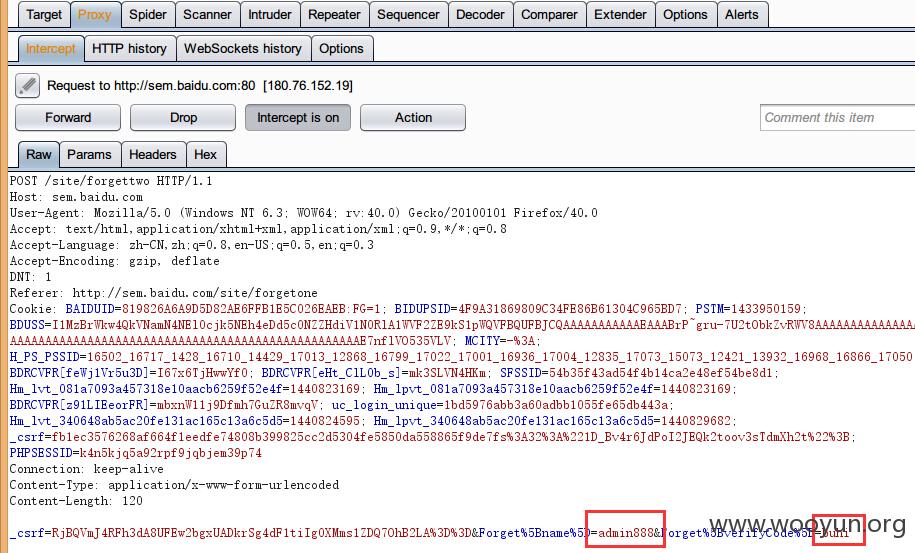 Target Proxy Spider Scanner Intruder Repeater Sequencer Decoder Comparer Extender Options Alerts
Intercept HTTP history WebSockets history Options
Request to http://sem.baidu.com:80 [180.76.152.19]
Forward Drop Intercept is on Action Comment this item
Raw Params Headers Hex
POST /site/forgettwo HTTP/1.1
Host: sem.baidu.com
User-Agent: Mozilla/5.0 (Windows NT 6.3; WOW64; rv:40.0) Gecko/20100101 Firefox/40.0
Accept: text/html,application/xhtml+xml,application/xml;q=0.9,*/*;q=0.8
Accept-Language: zh-CN,zh;q=0.8,en-US;q=0.5,en;q=0.3
Accept-Encoding: gzip, deflate
DNT: 1
Referer: http://sem.baidu.com/site/forgetone
Cookie: BAIDUID=819826A6A9D5D82AE6FFB1E5C026EAEB:FG=1; BIDUPSID=4F9A31869809C34FE86B61304C965BD7; PSTM=1433950159;
MCITY=-%3A;
H_PS_PSSID=16502_16717_1428_16710_14429_17013_12868_16799_17022_17001_16936_17004_12835_17073_15073_12421_13932_16968_16866_17050
BDRCVFR[feWj1Vr5u3D]=I67x6TjHwwYf0; BDRCVFR[eHt_ClL0b_s]=mk3SLVN4HKm; SFSSID=54b35f43ad54f4b14ca2e48ef54be8d1;
Hm_lvt_081a7093a457318e10aacb6259f52e4f=1440823169; Hm_lpvt_081a7093a457318e10aacb6259f52e4f=1440823169;
BDRCVFR[z91LIEeorFR]=mbxnW11j9Dfmh7GuZR8mvqV; uc_login_unique=1bd5976abb3a60adbb1055fe65db443a;
Hm_lvt_340648ab5ac20fe131ac165c13a6c5d5=1440824595; Hm_lpvt_340648ab5ac20fe131ac165c13a6c5d5=1440829682;
_csrf=fb1ec3576268af664f1eedfe74808b399825cc2d5304fe5850da558865f9de7fs%3A32%3A%221D_Bv4r6JdPoI2JEQk2toov3sTdmXh2t%22%3B;
PHPSESSID=k4n5kjq5a92rpf9jqbjem39p74
Connection: keep-alive
Content-Type: application/x-www-form-urlencoded
Content-Length: 120
_csrf=RjBQVmJ4RFh3dA8UFEw2bgxUADkrSg4dF1tiIg0XMms1ZDQ7OhB2LA%3D%3D&Forget%5Bname%5D=admin888&Forget%5BverifyCode%5D=
www.wooyun.org